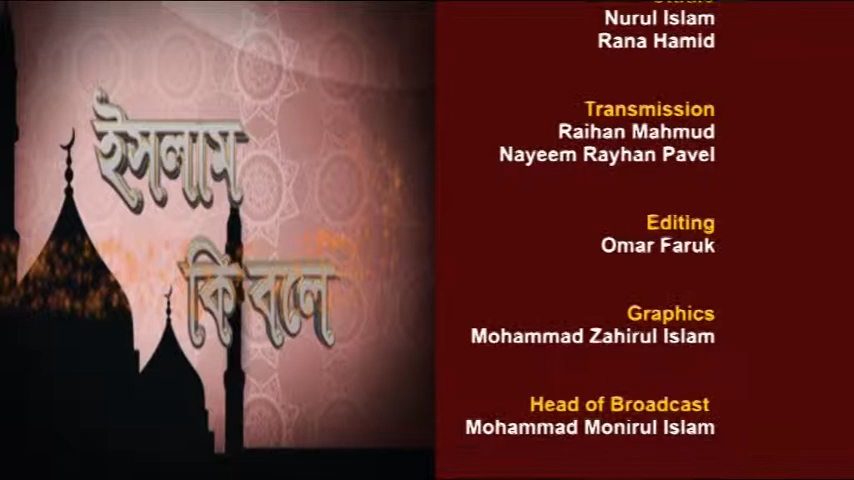 ইসলাম
কি বলে
Studio
Nurul Islam
Rana Hamid
Transmission
Raihan Mahmud
Nayeem Rayhan Pavel
Editing
Omar Faruk
Graphics
Mohammad Zahirul Islam
Head of Broadcast
Mohammad Monirul Islam